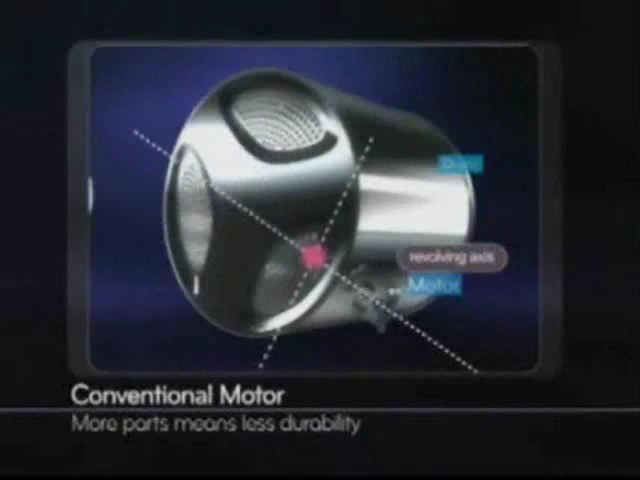 revolving axis
Motor
Conventional Motor
More parts means less durability